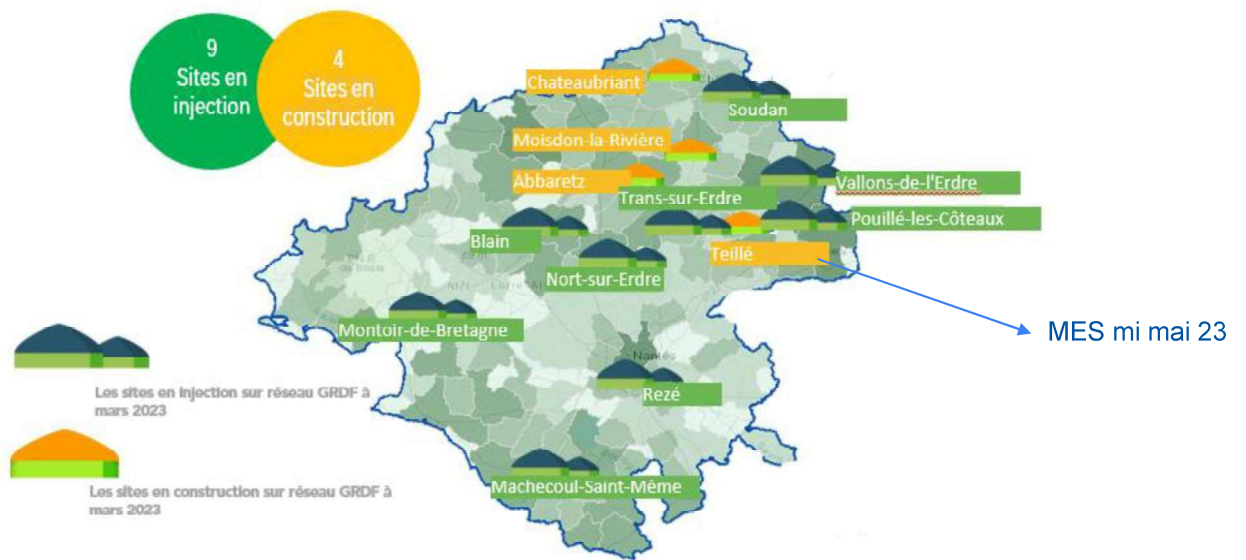 9
Sites en
injection
4
Sites en
construction
Chateaubriant
Soudan
Moisdon-la-Rivière
Abbaretz
Trans-sur-Erdre
Vallons-de-l'Erdre
Pouillé-les-Côteaux
Blain
Teillé
Nort-sur-Erdre
MES mi mai 23
Montoir-de-Bretagne
Nantes
Rezé
Les sites en injection sur réseau GRDF à
mars 2023
Machecoul-Saint-Même
Les sites en construction sur réseau GRDF à
mars 2023